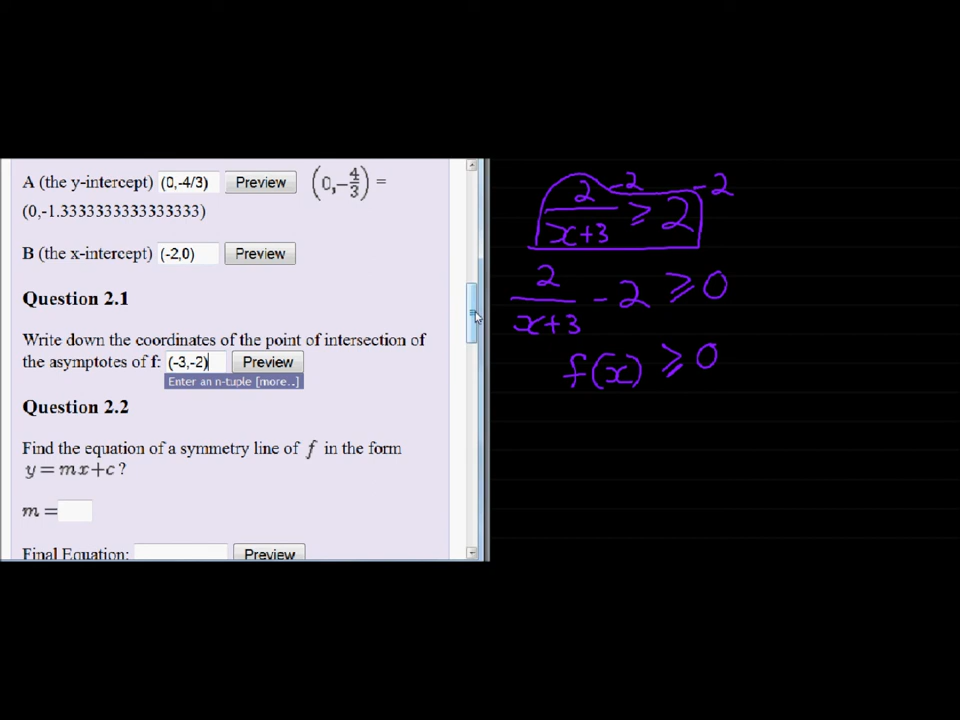 A (the y-intercept) (0,-4/3) Preview (0,-4/3) =
(0,-1.3333333333333333)
B (the x-intercept) (-2,0) Preview
Question 2.1
Write down the coordinates of the point of intersection of
the asymptotes of f: (-3,-2) Preview
Enter an n-tuple [more..]
Question 2.2
Find the equation of a symmetry line of f in the form
y=mx+c?
m=
Final Equation: Preview
2/(x+3) -2 ≥ 2 -2
2/(x+3) - 2 ≥ 0
f(x) ≥ 0